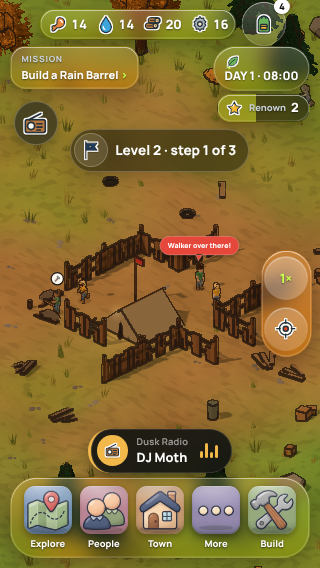 14
14
20
16
4
MISSION
Build a Rain Barrel ›
DAY 1 · 08:00
Renown 2
Level 2 · step 1 of 3
Walker over there!
1×
Dusk Radio
DJ Moth
Explore
People
Town
More
Build